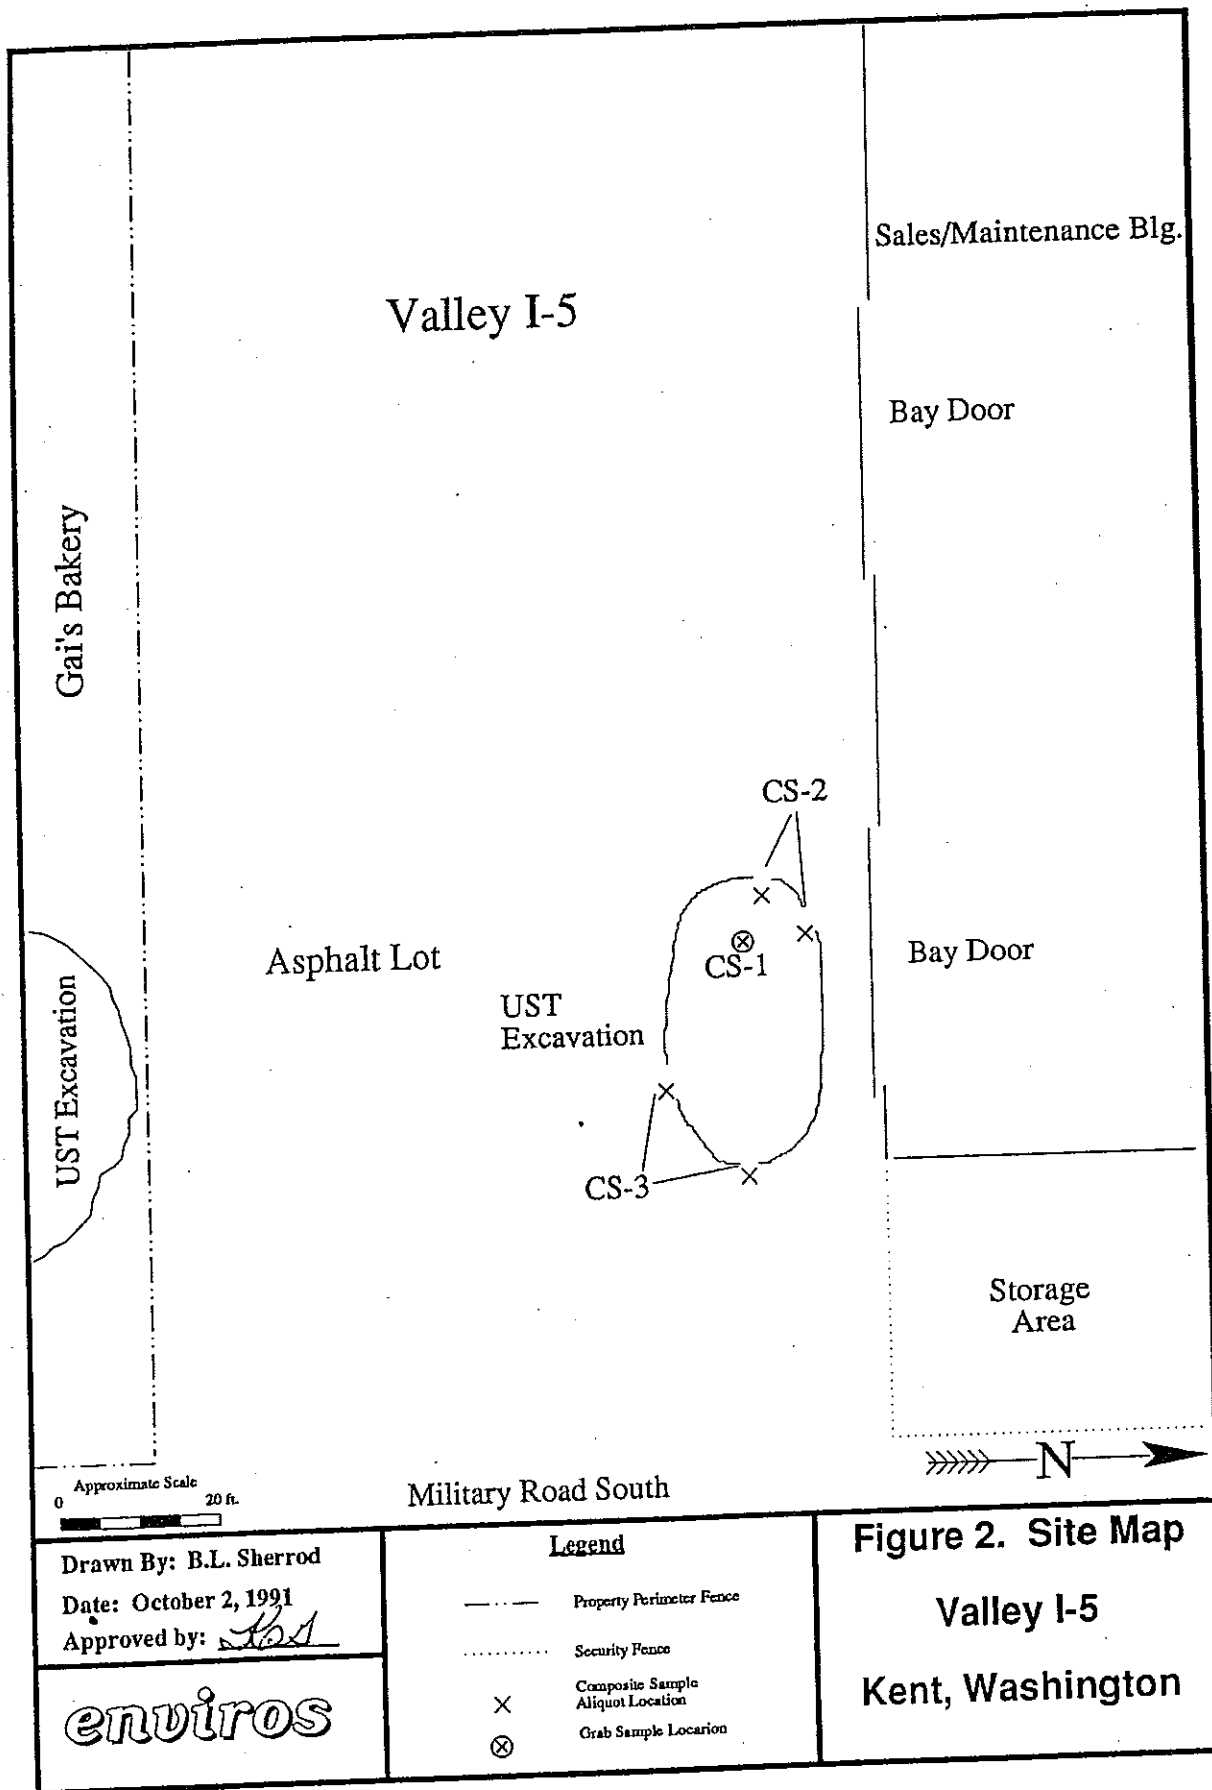 Sales/Maintenance Blg.
Valley I-5
Bay Door
Gai's Bakery
CS-2
Asphalt Lot
CS-1
Bay Door
UST
Excavation
UST Excavation
CS-3
Storage
Area
N
Approximate Scale
0 20 ft.
Military Road South
Drawn By: B.L. Sherrod
Date: October 2, 1991
Approved by:
enviros
Legend
Property Perimeter Fence
Security Fence
Composite Sample
Aliquot Location
Grab Sample Locarion
Figure 2. Site Map
Valley I-5
Kent, Washington